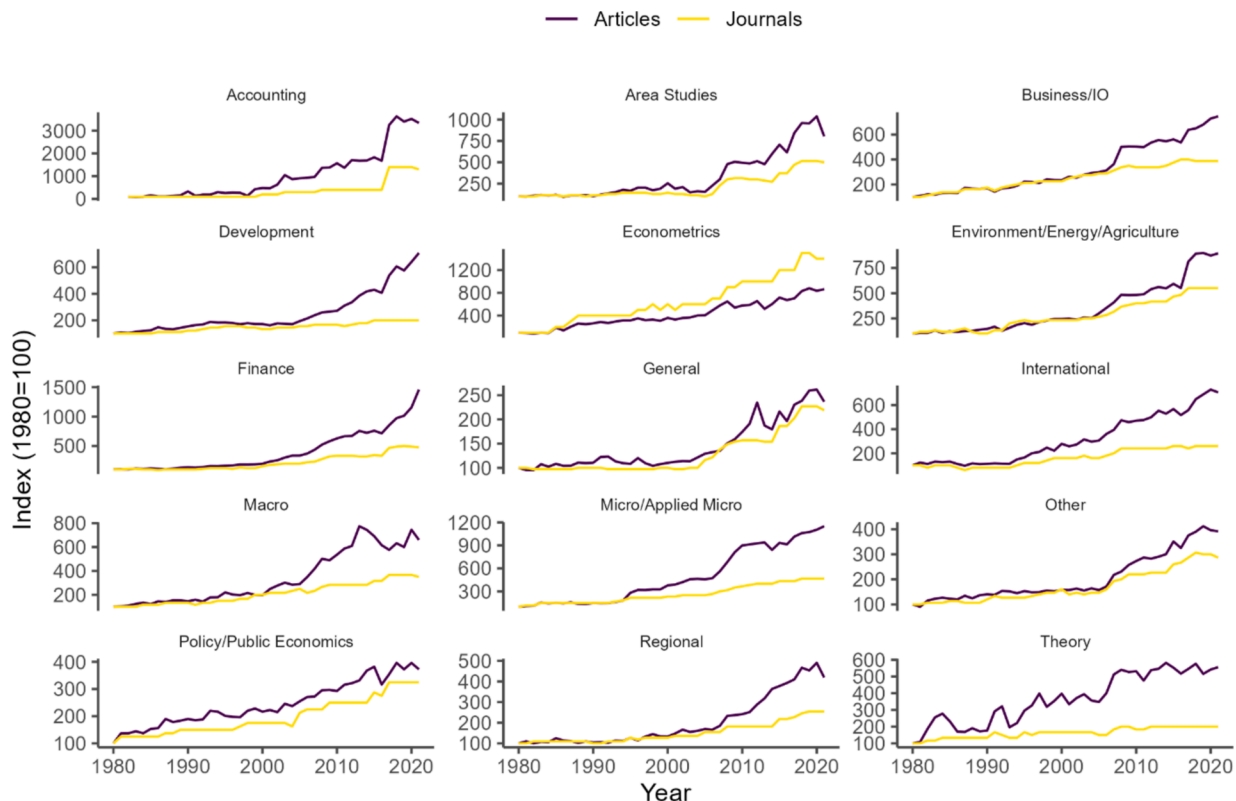 Articles Journals
Accounting Area Studies Business/IO
3000 1000 600
2000 750 400
1000 500 200
0 250
Development Econometrics Environment/Energy/Agriculture
600 1200 750
400 800 500
200 400 250
Finance General International
1500 250 600
1000 200 400
500 150 200
100
Macro Micro/Applied Micro Other
800 1200 400
600 900 300
400 600 200
200 300 100
Policy/Public Economics Regional Theory
400 500 600
300 400 500
200 300 400
100 200 300
100 200
100
1980 1990 2000 2010 2020 1980 1990 2000 2010 2020 1980 1990 2000 2010 2020
Year
Index (1980=100)